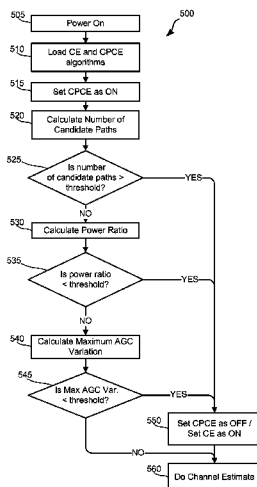 505
Power On
500
510
Load CE and CPCE
algorithms
515
Set CPCE as ON
520
Calculate Number of
Candidate Paths
525
Is number
of candidate paths >
threshold?
YES
NO
530
Calculate Power Ratio
535
Is power ratio
< threshold?
YES
NO
540
Calculate Maximum AGC
Variation
545
Is Max AGC Var.
< threshold?
YES
550
Set CPCE as OFF /
Set CE as ON
NO
560
Do Channel Estimate